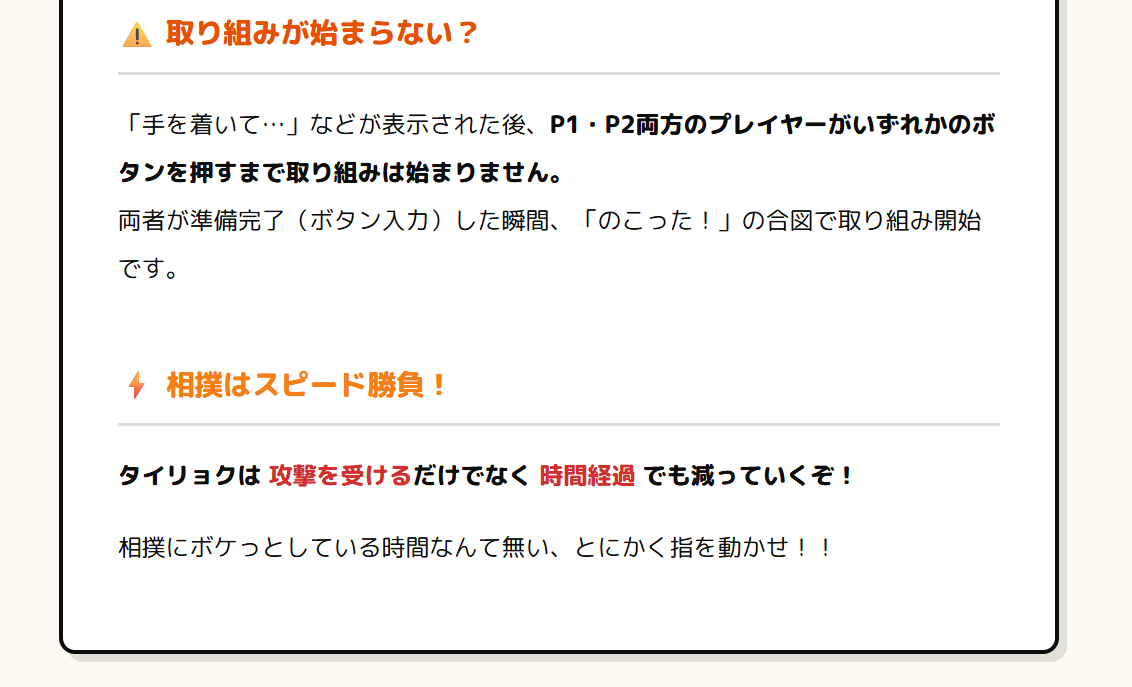 ⚠️ 取り組みが始まらない？
「手を着いて…」などが表示された後、P1・P2両方のプレイヤーがいずれかのボ
タンを押すまで取り組みは始まりません。
両者が準備完了（ボタン入力）した瞬間、「のこった！」の合図で取り組み開始
です。
⚡ 相撲はスピード勝負！
タイリョクは 攻撃を受けるだけでなく 時間経過 でも減っていくぞ！
相撲にボケっとしている時間なんて無い、とにかく指を動かせ！！